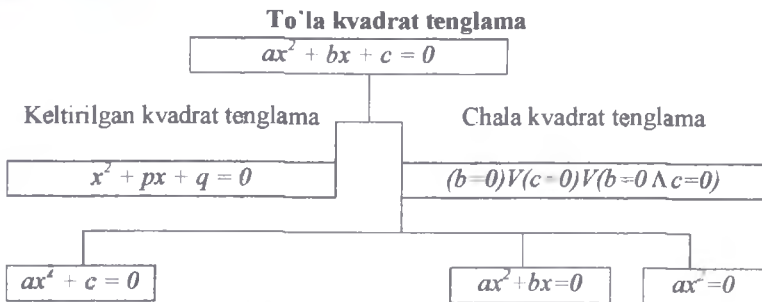 To`la kvadrat tenglama
ax² + bx + c = 0
Keltirilgan kvadrat tenglama
Chala kvadrat tenglama
x² + px + q = 0
(b=0)V(c=0)V(b=0 Λ c=0)
ax² + c = 0
ax²+bx=0
ax²=0